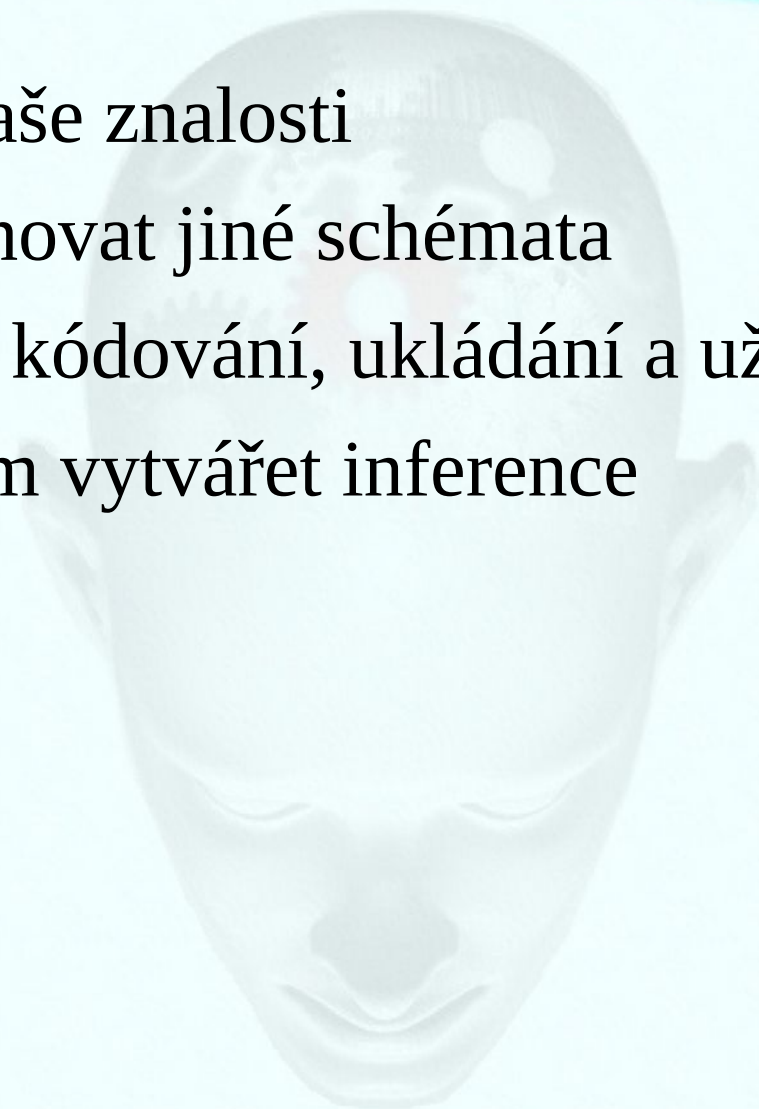 aše znalosti
novat jiné schémata
kódování, ukládání a už
m vytvářet inference